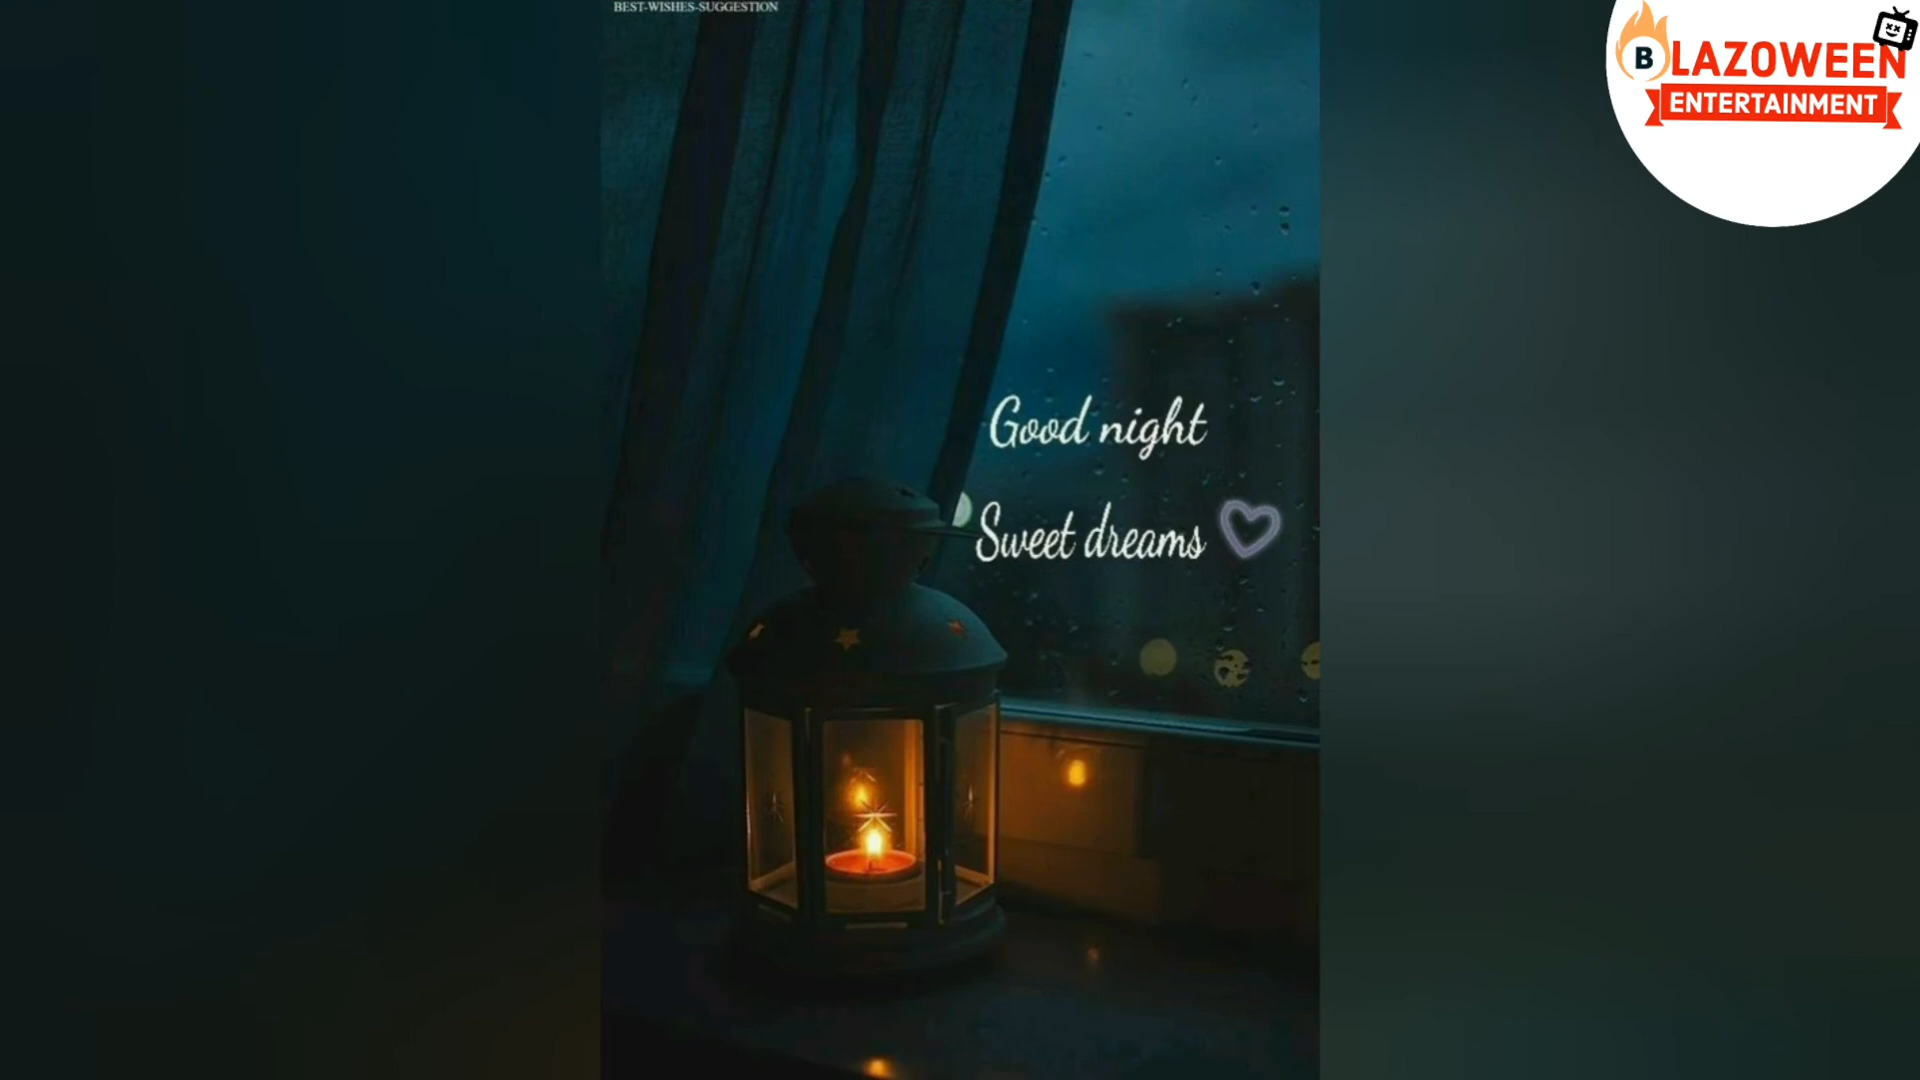 BEST-WISHES-SUGGESTION
BLAZOWEEN
ENTERTAINMENT
Good night
Sweet dreams